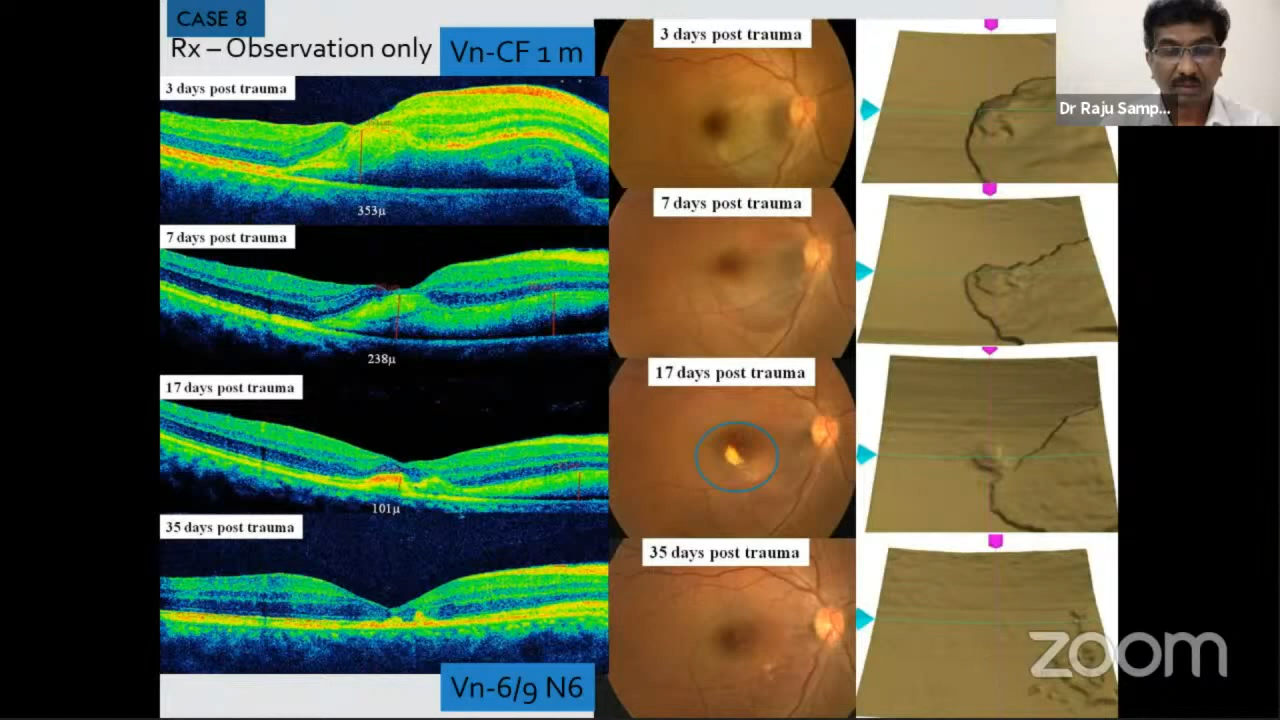 CASE 8
Rx – Observation only
Vn-CF 1 m
3 days post trauma
353µ
7 days post trauma
238µ
17 days post trauma
101µ
35 days post trauma
Vn-6/9 N6
3 days post trauma
7 days post trauma
17 days post trauma
35 days post trauma
Dr Raju Samp...
zoom